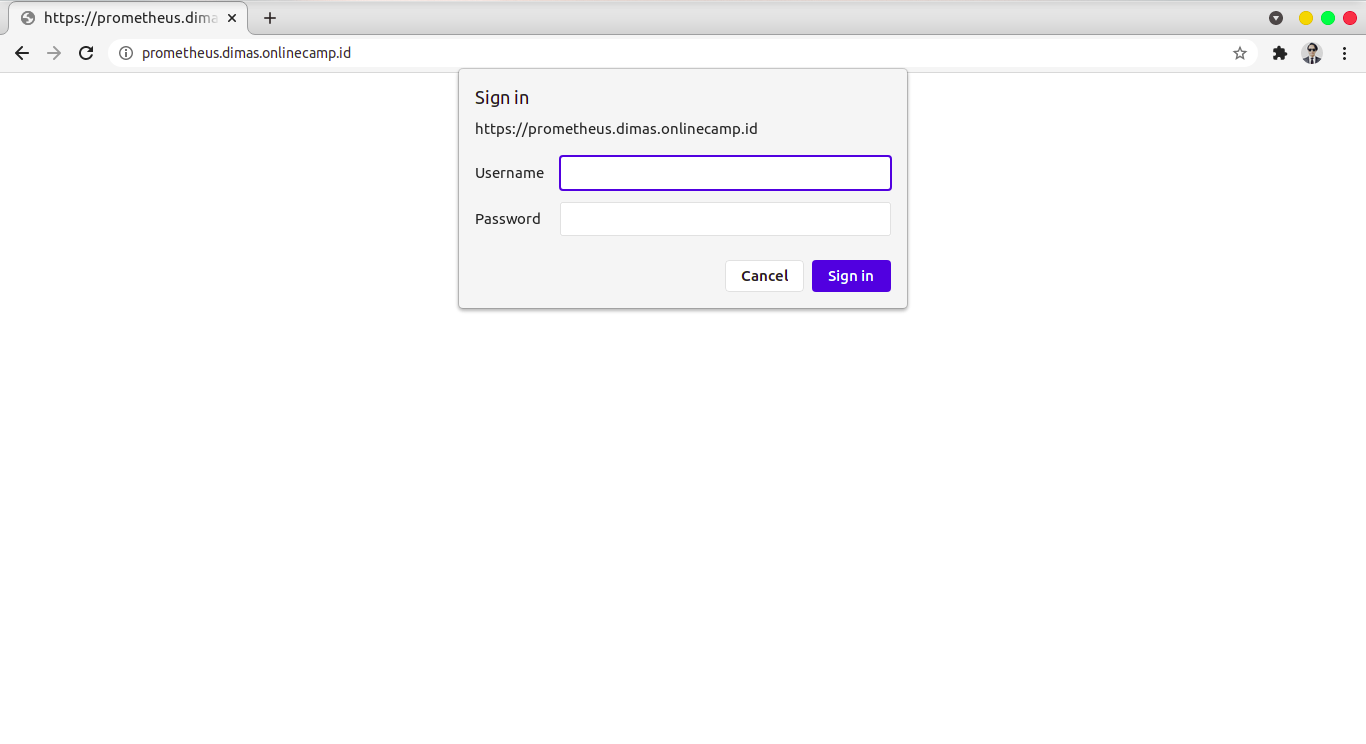 https://prometheus.dima
prometheus.dimas.onlinecamp.id
Sign in
https://prometheus.dimas.onlinecamp.id
Username
Password
Cancel Sign in